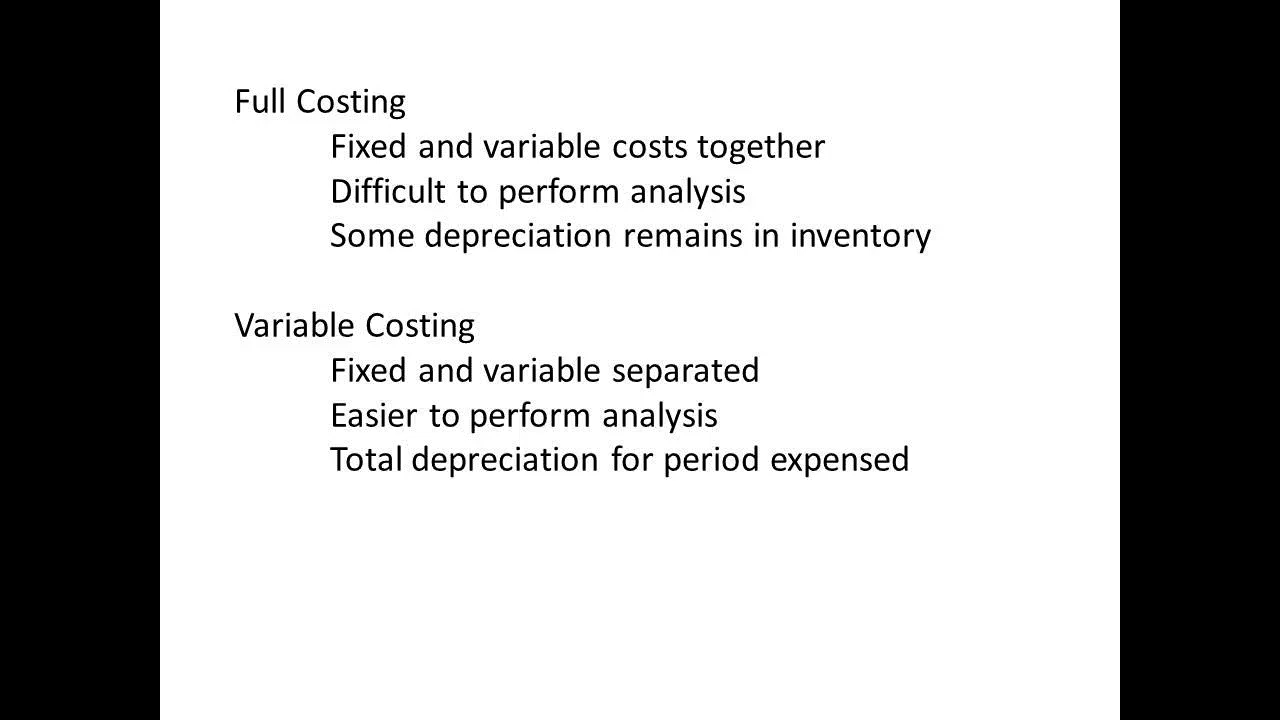 Full Costing
Fixed and variable costs together
Difficult to perform analysis
Some depreciation remains in inventory
Variable Costing
Fixed and variable separated
Easier to perform analysis
Total depreciation for period expensed